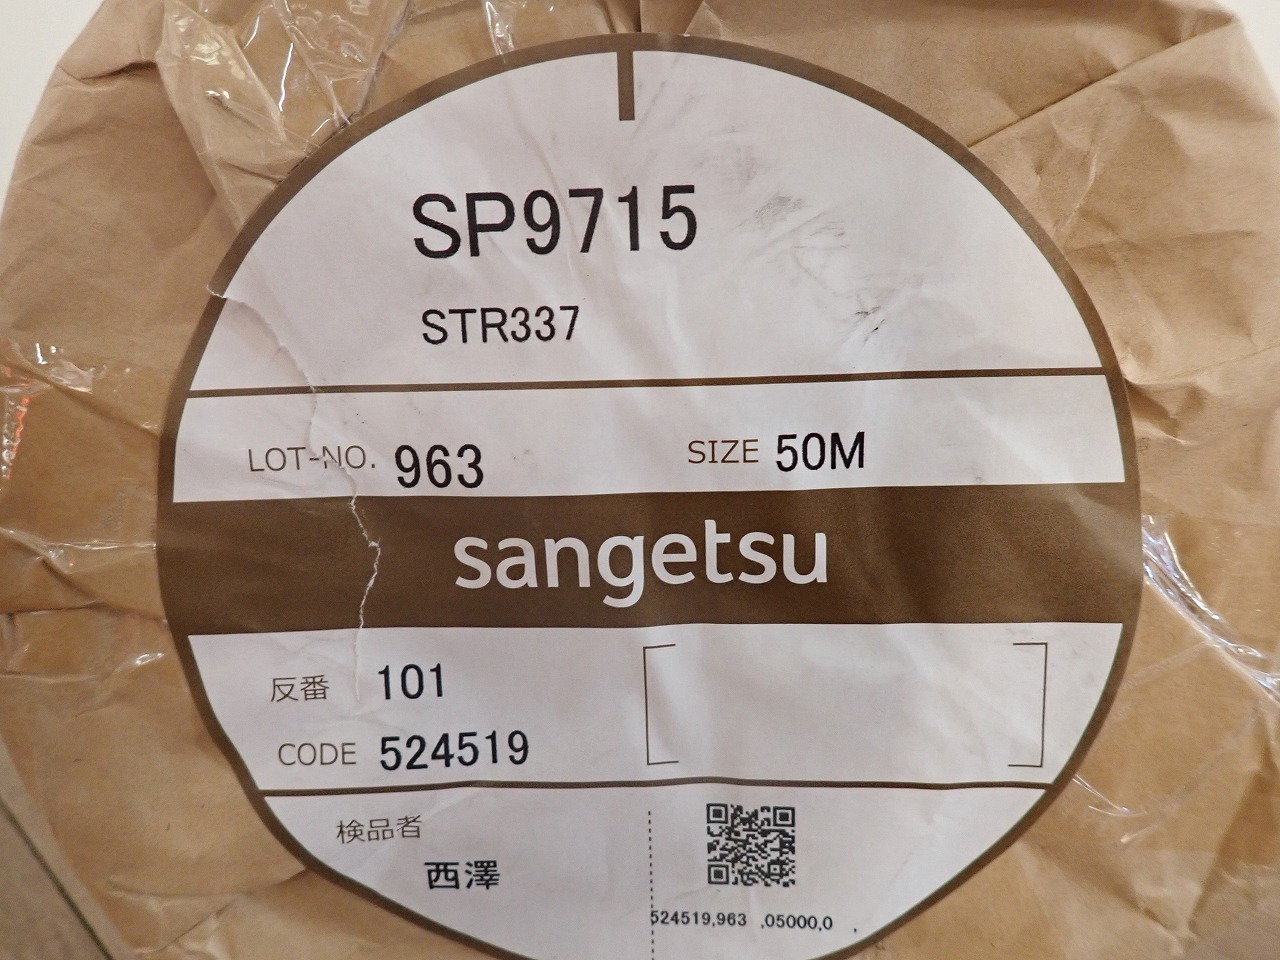 SP9715
STR337
LOT-NO. 963 SIZE 50M
sangetsu
反番 101
CODE 524519
検品者
西澤
524519,963 ,05000,0 ,